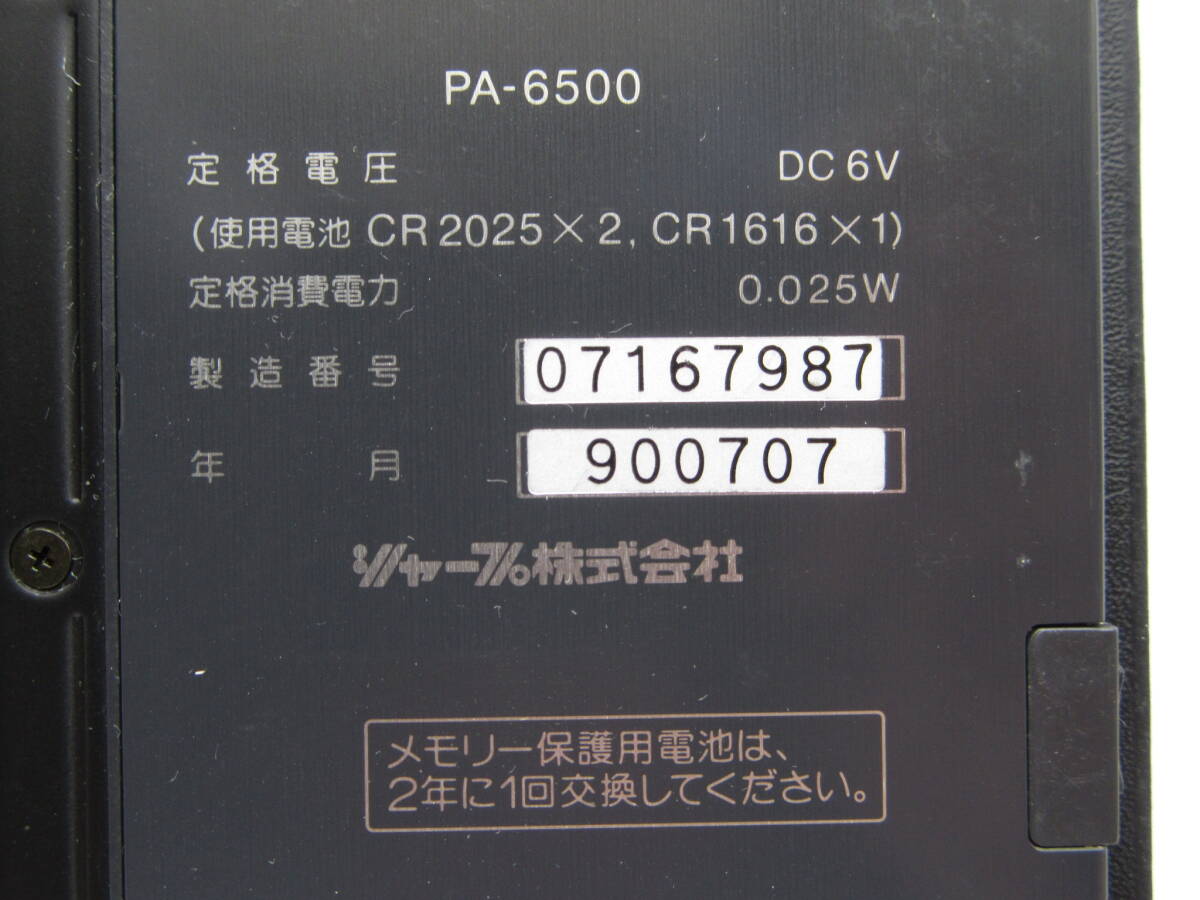 PA-6500
定格電圧 DC 6V
(使用電池 CR2025×2, CR1616×1)
定格消費電力 0.025W
製造番号 07167987
年月 900707
シャープ株式会社
メモリー保護用電池は、
2年に1回交換してください。